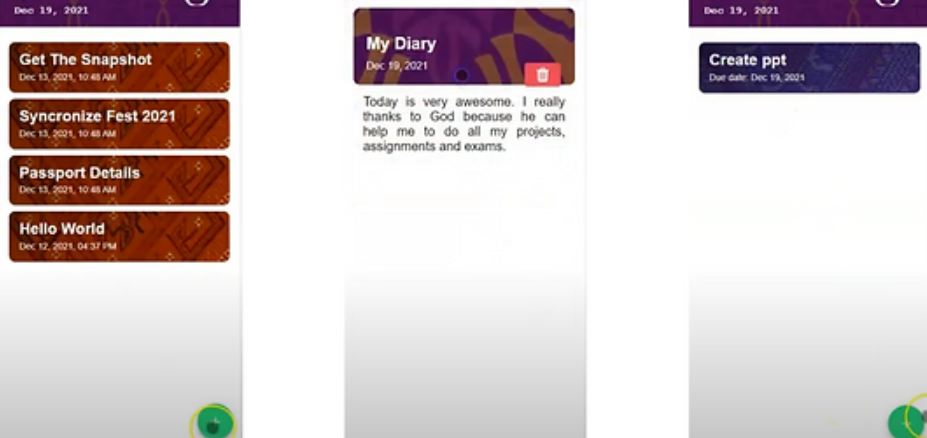 Dec 19, 2021
Get The Snapshot
Dec 13, 2021, 10:48 AM
Syncronize Fest 2021
Dec 13, 2021, 10:48 AM
Passport Details
Dec 13, 2021, 10:48 AM
Hello World
Dec 12, 2021, 04:37 PM
My Diary
Dec 19, 2021
Today is very awesome. I really
thanks to God because he can
help me to do all my projects,
assignments and exams.
Dec 19, 2021
Create ppt
Due date: Dec 19, 2021